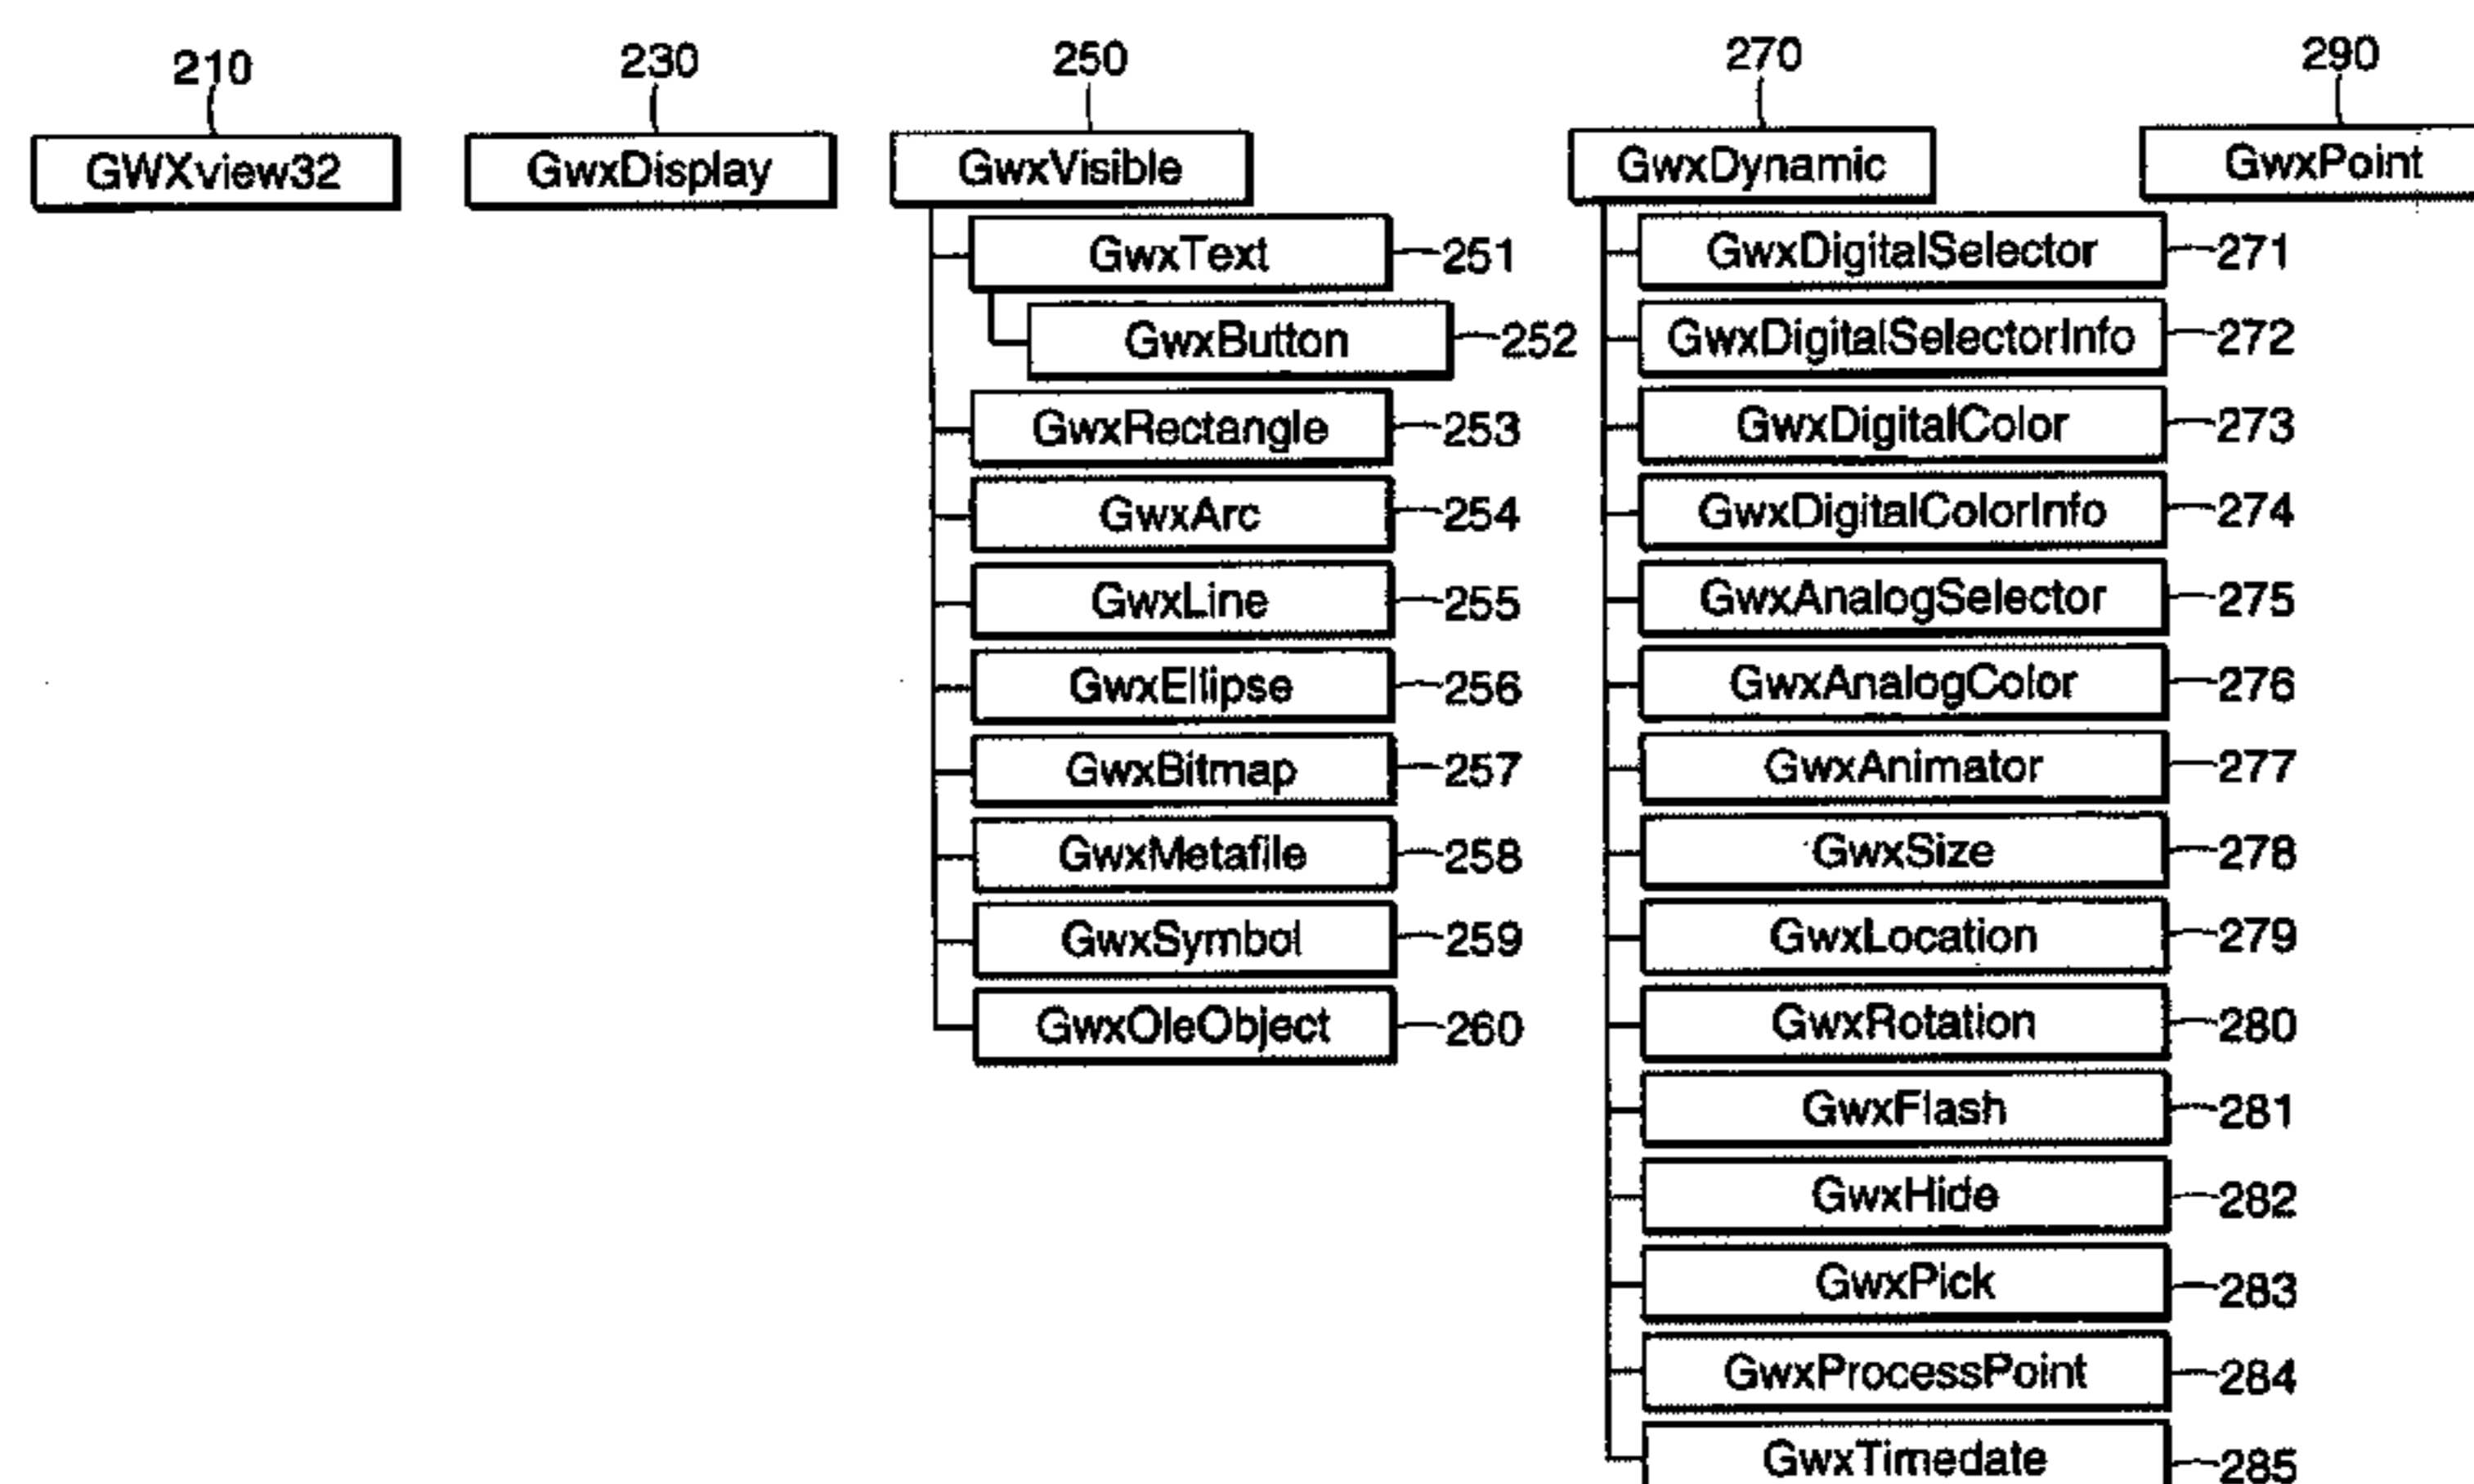 210
230
250
270
290
GWXview32
GwxDisplay
GwxVisible
GwxDynamic
GwxPoint
GwxText
251
GwxButton
252
GwxRectangle
253
GwxArc
254
GwxLine
255
GwxEllipse
256
GwxBitmap
257
GwxMetafile
258
GwxSymbol
259
GwxOleObject
260
GwxDigitalSelector
271
GwxDigitalSelectorInfo
272
GwxDigitalColor
273
GwxDigitalColorInfo
274
GwxAnalogSelector
275
GwxAnalogColor
276
GwxAnimator
277
GwxSize
278
GwxLocation
279
GwxRotation
280
GwxFlash
281
GwxHide
282
GwxPick
283
GwxProcessPoint
284
GwxTimedate
285